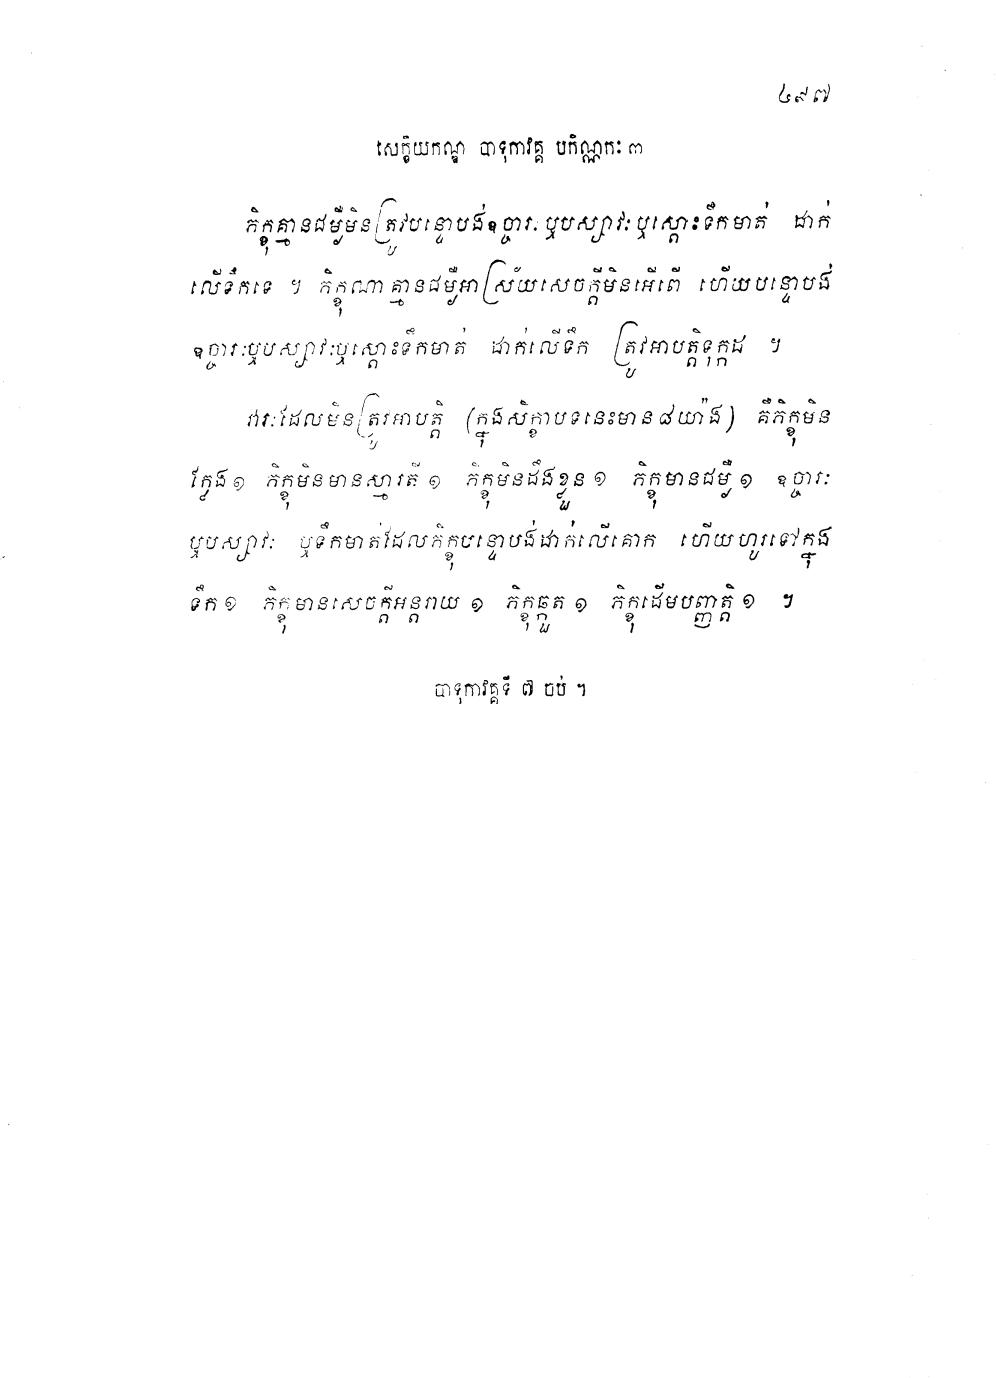 ៤៩៧
សេក្ខិយកណ្ឌ បាទុកាវគ្គ បកិណ្ណកៈ ៣
ភិក្ខុគ្មានជម្ងឺមិនត្រូវបន្ទោបង់ឧច្ចារៈ ឬបស្សាវៈ ឬស្តោះទឹកមាត់ ដាក់
លើទឹកទេ ។ ភិក្ខុណាគ្មានជម្ងឺអាស្រ័យសេចក្តីមិនអើពើ ហើយបន្ទោបង់
ឧច្ចារៈឬបស្សាវៈឬស្តោះទឹកមាត់ ដាក់លើទឹក ត្រូវអាបត្តិទុក្កដ ។
វារៈដែលមិនត្រូវអាបត្តិ (ក្នុងសិក្ខាបទនេះមាន៨យ៉ាង) គឺភិក្ខុមិន
ក្លែង១ ភិក្ខុមិនមានស្មារតី ១ ភិក្ខុមិនដឹងខ្លួន ១ ភិក្ខុមានជម្ងឺ ១ ឧច្ចារៈ
ឬបស្សាវៈ ឬទឹកមាត់ដែលភិក្ខុបន្ទោបង់ដាក់លើគោក ហើយហូរទៅក្នុង
ទឹក ១ ភិក្ខុមានសេចក្តីអន្តរាយ ១ ភិក្ខុឆ្កួត ១ ភិក្ខុដើមបញ្ញត្តិ ១ ។
បាទុកាវគ្គទី ៧ ចប់ ។